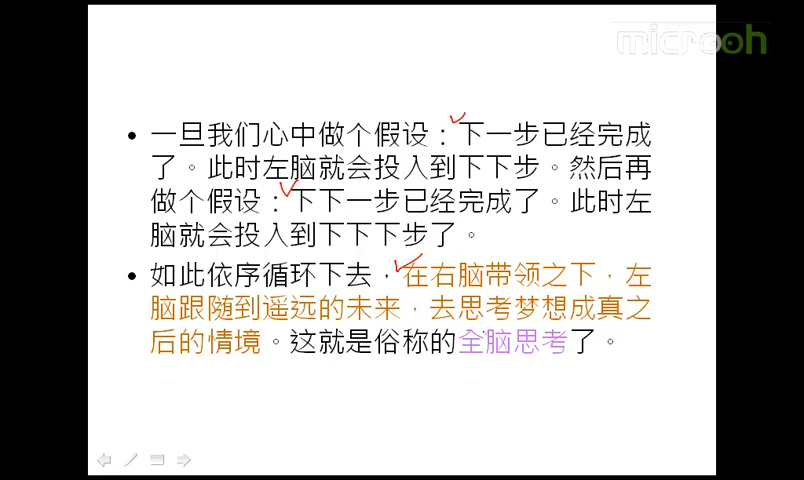 microoh
• 一旦我们心中做个假设：下一步已经完成
了。此时左脑就会投入到下下步。然后再
做个假设：下下一步已经完成了。此时左
脑就会投入到下下下步了。
• 如此依序循环下去，在右脑带领之下，左
脑跟随到遥远的未来，去思考梦想成真之
后的情境。这就是俗称的全脑思考了。